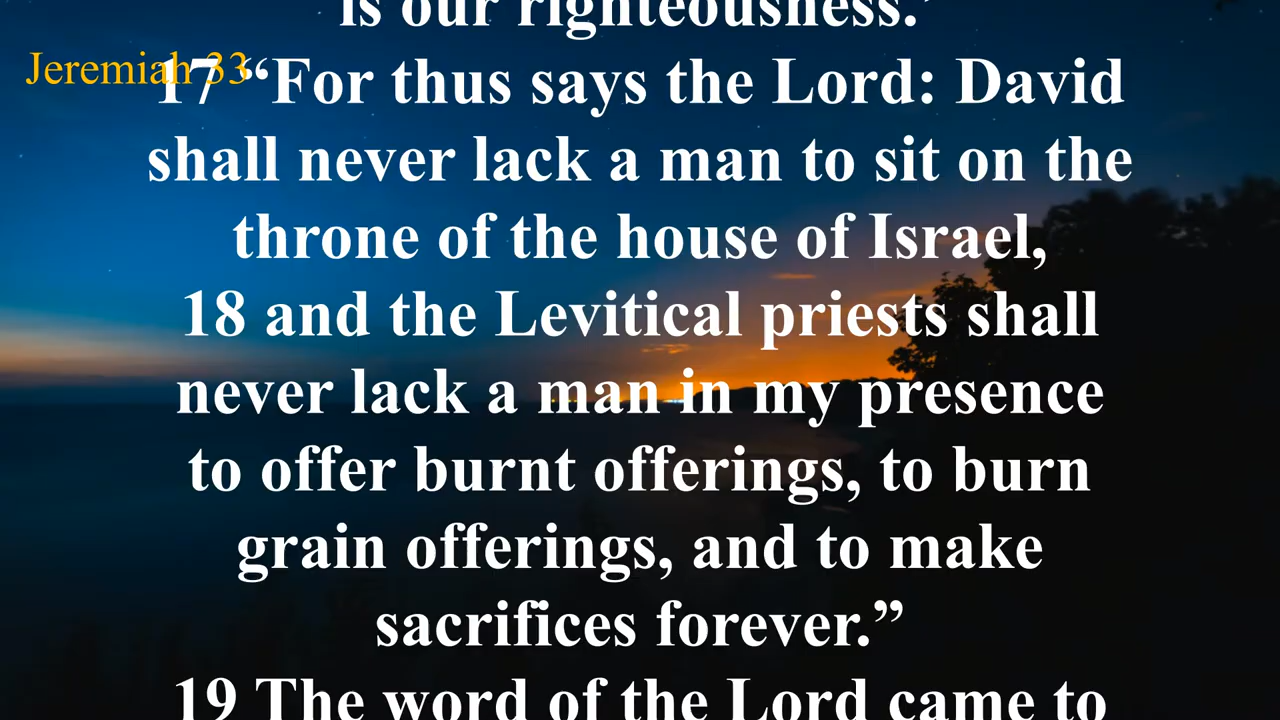 is our righteousness.’
Jeremiah 33
17 “For thus says the Lord: David
shall never lack a man to sit on the
throne of the house of Israel,
18 and the Levitical priests shall
never lack a man in my presence
to offer burnt offerings, to burn
grain offerings, and to make
sacrifices forever.”
19 The word of the Lord came to